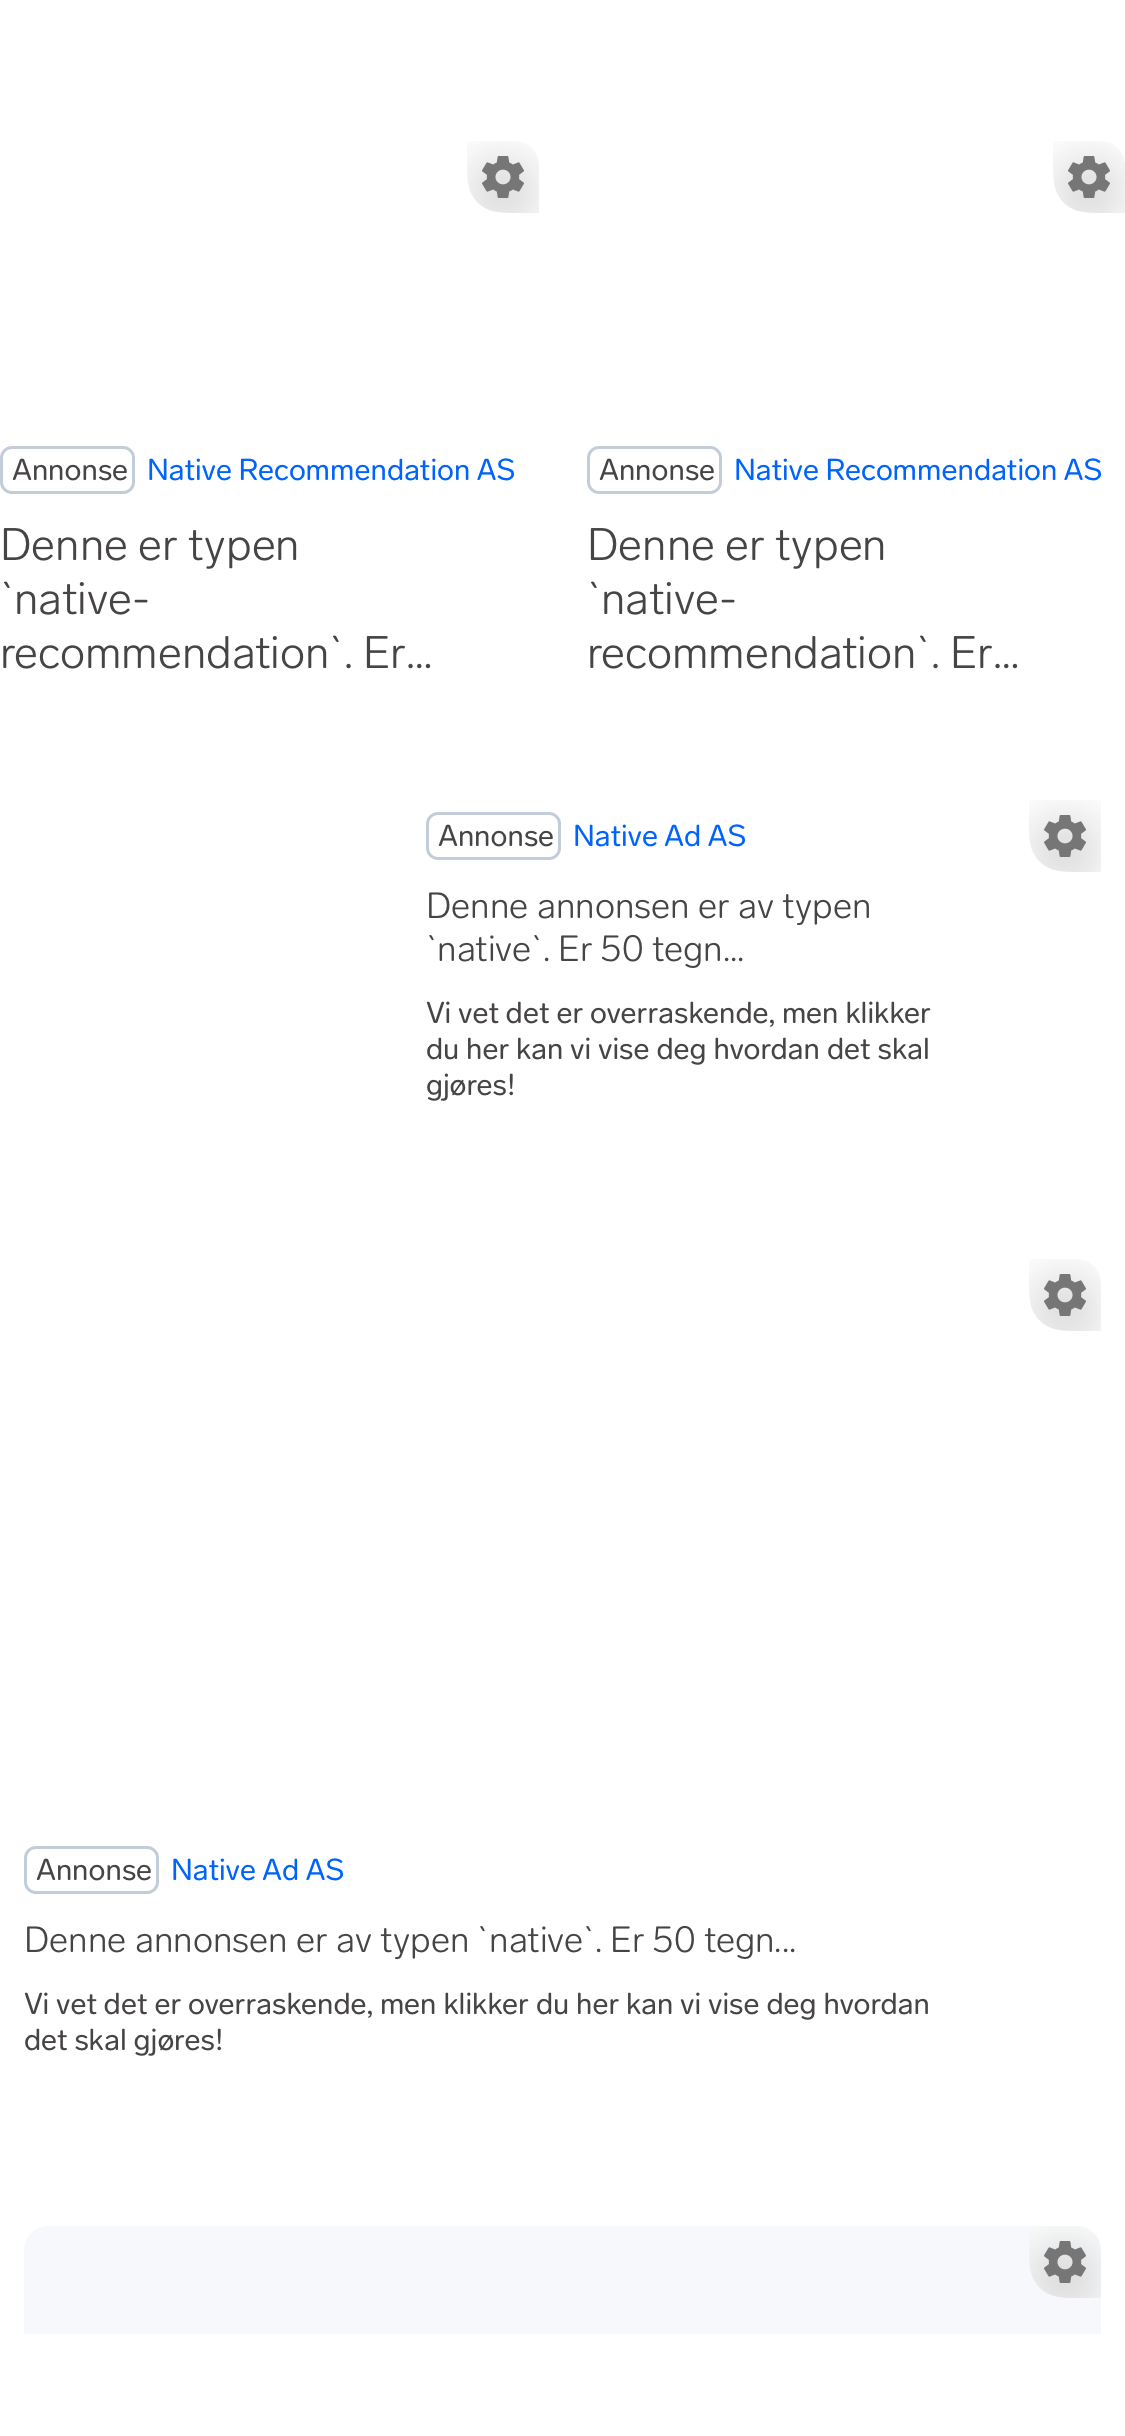 Annonse Native Recommendation AS
Denne er typen
`native-
recommendation`. Er...
Annonse Native Recommendation AS
Denne er typen
`native-
recommendation`. Er...
Annonse Native Ad AS
Denne annonsen er av typen
`native`. Er 50 tegn...
Vi vet det er overraskende, men klikker
du her kan vi vise deg hvordan det skal
gjøres!
Annonse Native Ad AS
Denne annonsen er av typen `native`. Er 50 tegn...
Vi vet det er overraskende, men klikker du her kan vi vise deg hvordan
det skal gjøres!